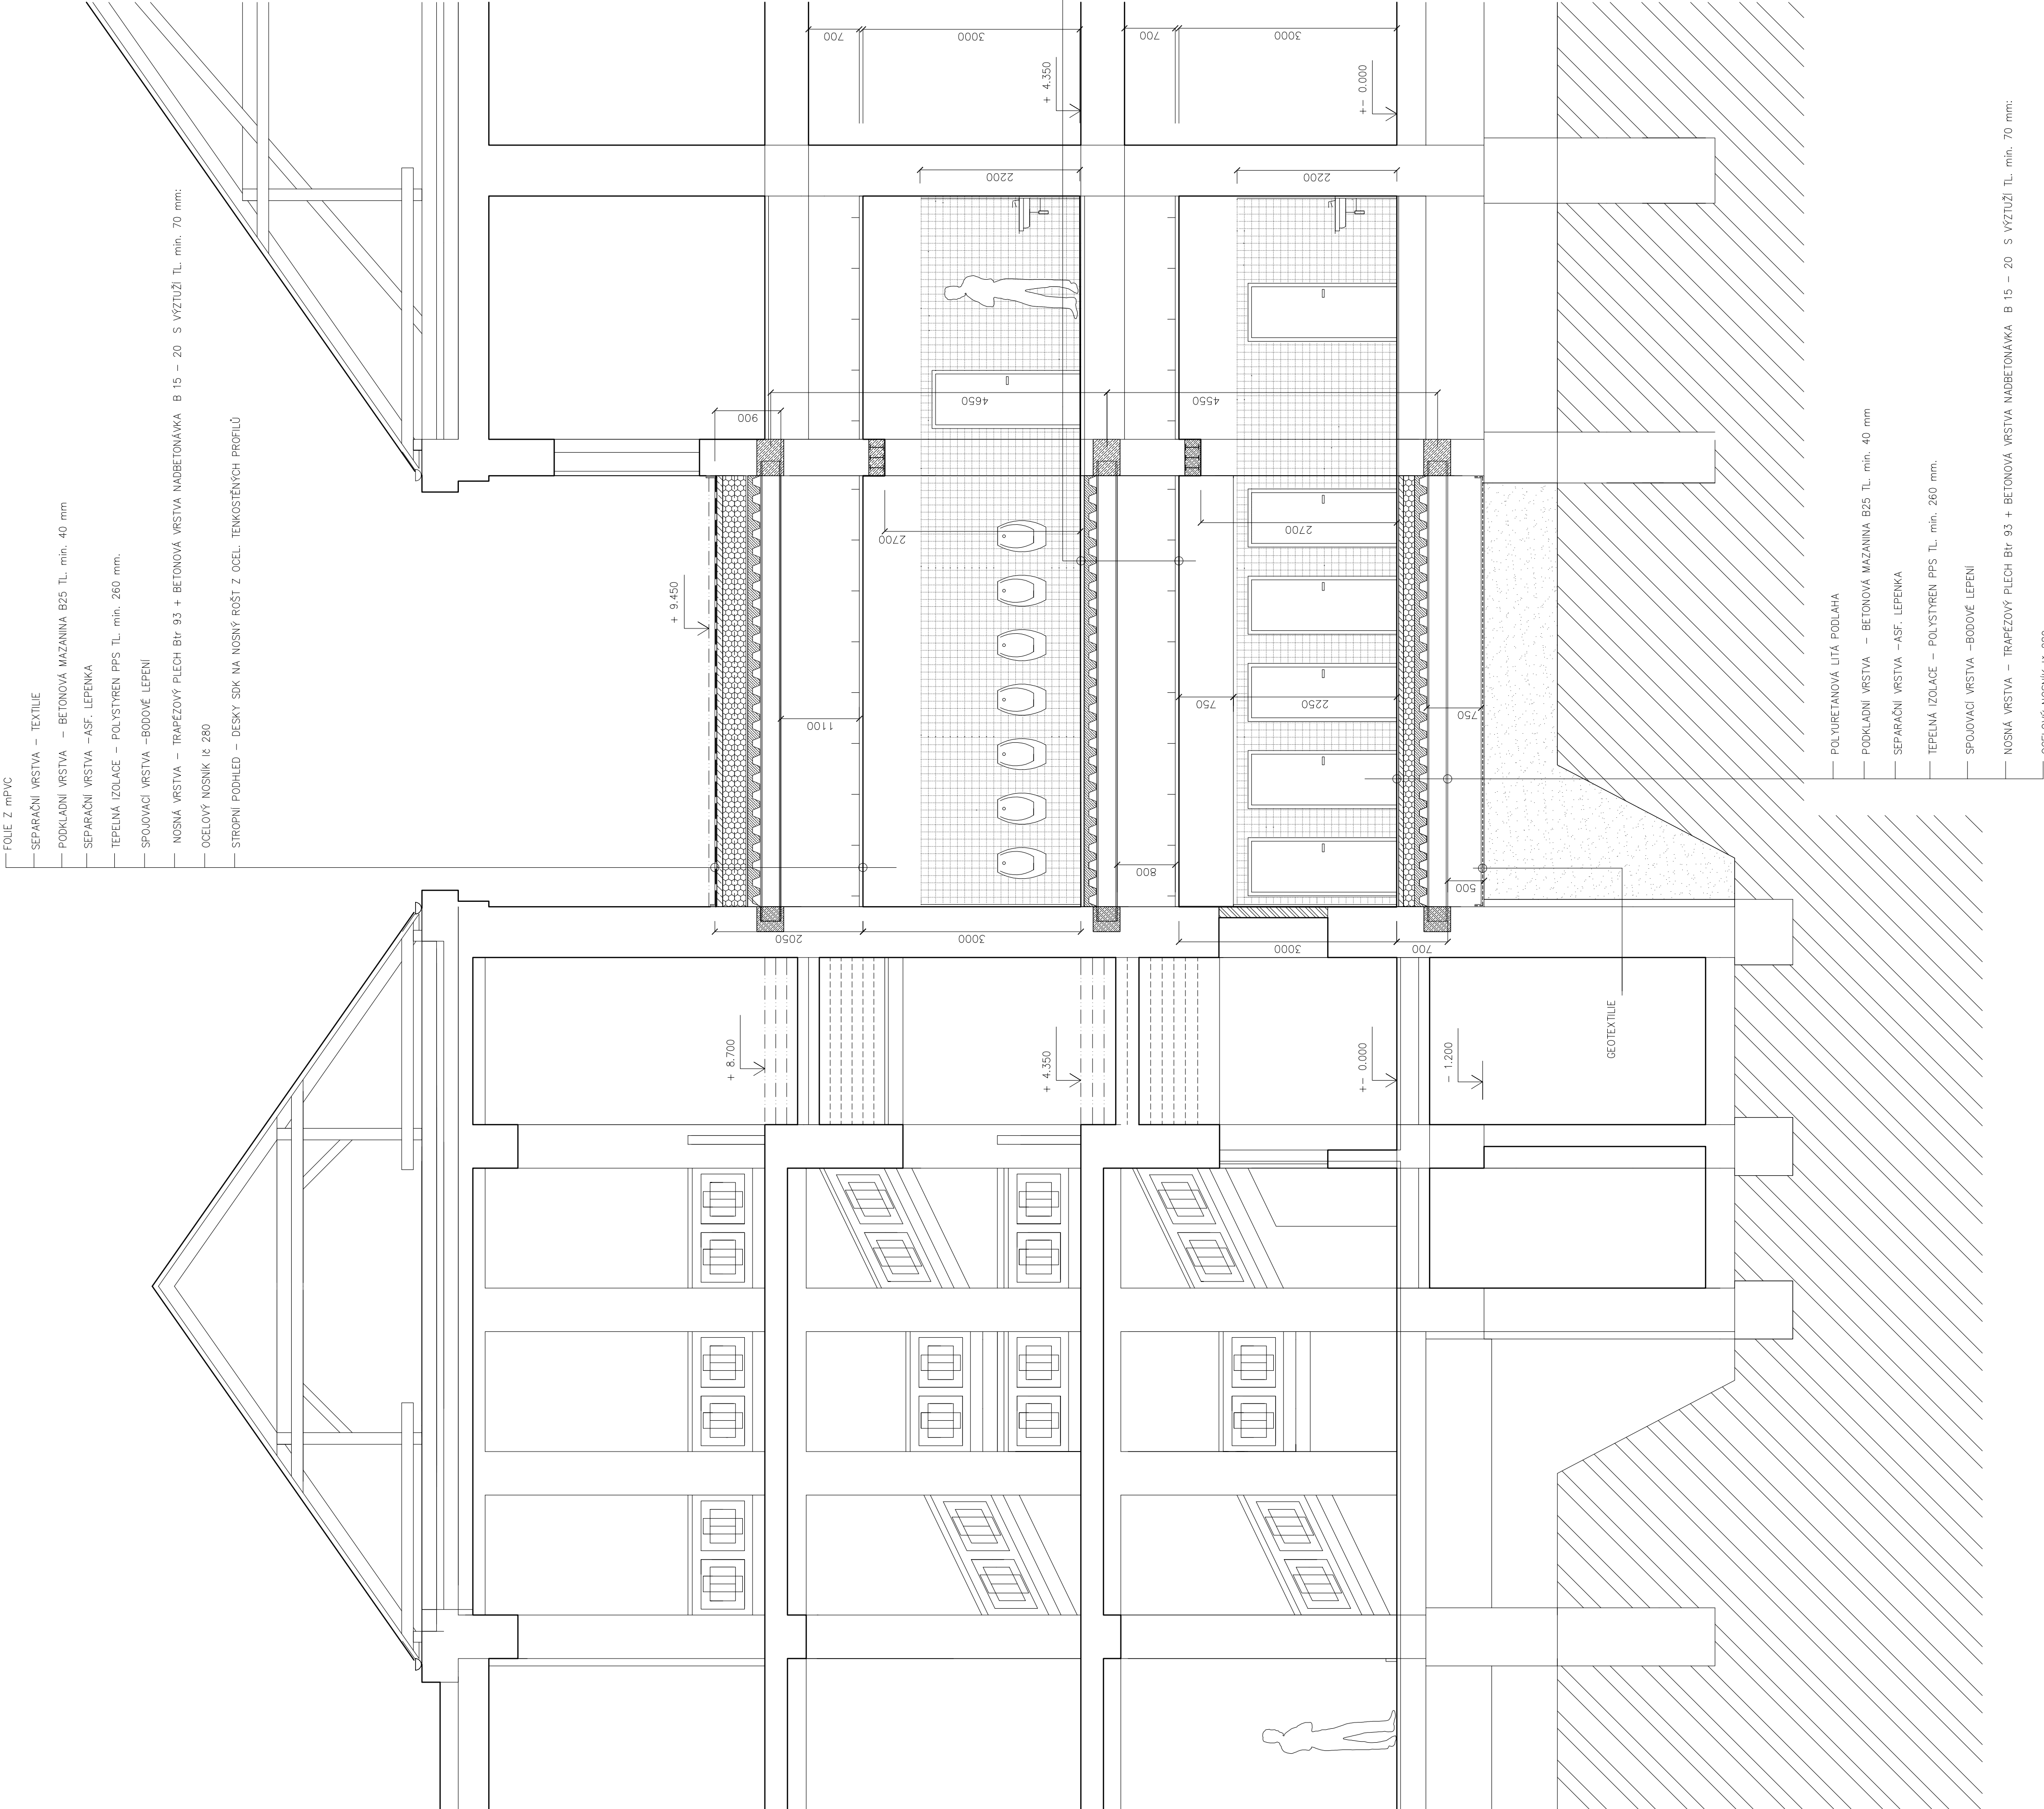 FOLIE Z mPVC
SEPARAČNÍ VRSTVA – TEXTILIE
PODKLADNÍ VRSTVA – BETONOVÁ MAZANINA B25 TL. min. 40 mm
SEPARAČNÍ VRSTVA –ASF. LEPENKA
TEPELNÁ IZOLACE – POLYSTYREN PPS TL. min. 260 mm.
SPOJOVACÍ VRSTVA –BODOVÉ LEPENÍ
NOSNÁ VRSTVA – TRAPÉZOVÝ PLECH Btr 93 + BETONOVÁ VRSTVA NADBETONÁVKA B 15 – 20 S VÝZTUŽÍ TL. min. 70 mm:
OCELOVÝ NOSNÍK Ič 280
STROPNÍ PODHLED – DESKY SDK NA NOSNÝ ROŠT Z OCEL. TENKOSTĚNÝCH PROFILŮ
+ 9.450
+ 8.700
900
2050
1100
700
3000
+ 4.350
2200
4650
2700
3000
+ 4.350
800
700
3000
+- 0.000
2200
4550
2700
750
2250
3000
700
+- 0.000
750
500
- 1.200
GEOTEXTILIE
POLYURETANOVÁ LITÁ PODLAHA
PODKLADNÍ VRSTVA – BETONOVÁ MAZANINA B25 TL. min. 40 mm
SEPARAČNÍ VRSTVA –ASF. LEPENKA
TEPELNÁ IZOLACE – POLYSTYREN PPS TL. min. 260 mm.
SPOJOVACÍ VRSTVA –BODOVÉ LEPENÍ
NOSNÁ VRSTVA – TRAPÉZOVÝ PLECH Btr 93 + BETONOVÁ VRSTVA NADBETONÁVKA B 15 – 20 S VÝZTUŽÍ TL. min. 70 mm: